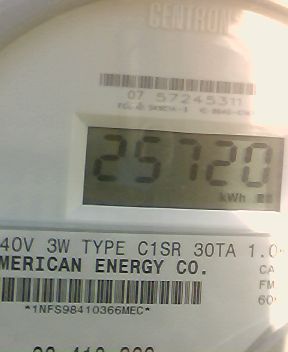 CENTRON
07 57245311
25720
kWh
40V 3W TYPE C1SR 30TA 1.0
MERICAN ENERGY CO.
CA
FM
60
*1NFS98410366MEC*